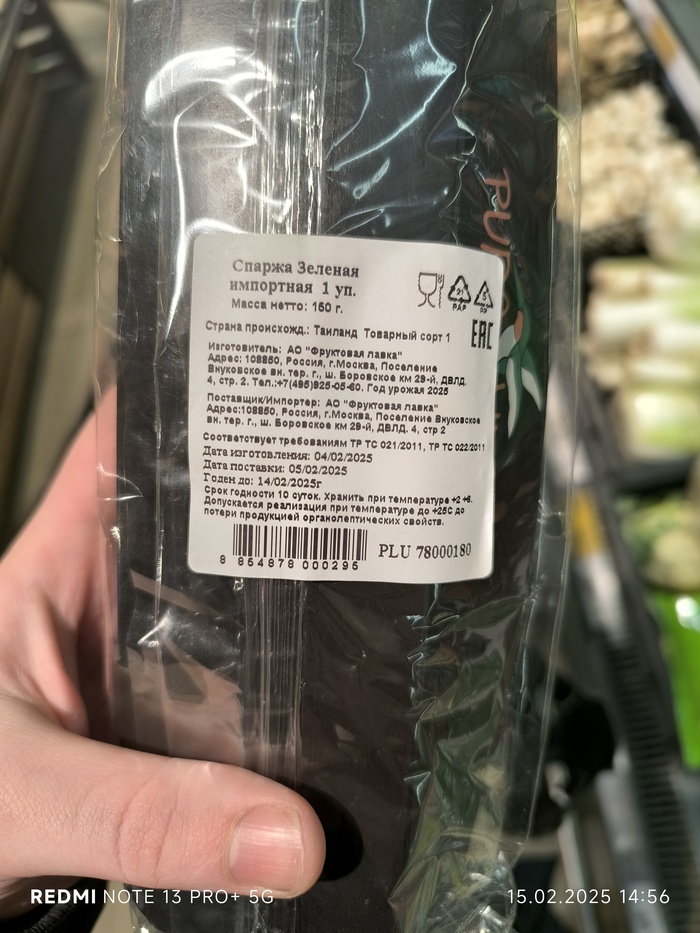 PURE
Спаржа Зеленая
импортная 1 уп.
Масса нетто: 150 г.
21
PAP
5
PP
EAC
Страна происхожд.: Таиланд Товарный сорт 1
Изготовитель: АО "Фруктовая лавка"
Адрес: 108850, Россия, г.Москва, Поселение
Внуковское вн. тер. г., ш. Боровское км 29-й, ДВЛД.
4, стр. 2. Тел.:+7(495)925-05-60. Год урожая 2025
Поставщик/Импортер: АО "Фруктовая лавка"
Адрес:108850, Россия, г.Москва, Поселение Внуковское
вн. тер. г., ш. Боровское км 29-й, ДВЛД. 4, стр 2
Соответствует требованиям ТР ТС 021/2011, ТР ТС 022/2011
Дата изготовления: 04/02/2025
Дата поставки: 05/02/2025
Годен до: 14/02/2025г
Срок годности 10 суток. Хранить при температуре +2 +6.
Допускается реализация при температуре до +25С до
потери продукцией органолептических свойств.
8 854878 000295
PLU 78000180
REDMI NOTE 13 PRO+ 5G
15.02.2025 14:56